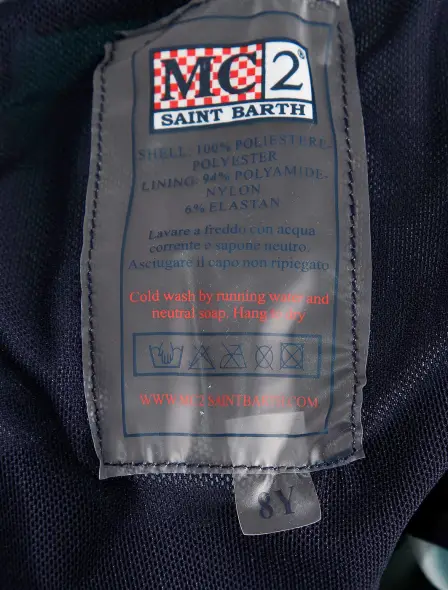 MC2®
SAINT BARTH
SHELL: 100% POLIESTERE-
POLYESTER
LINING: 94% POLYAMIDE-
NYLON
6% ELASTAN
Lavare a freddo con acqua
corrente e sapone neutro.
Asciugare il capo non ripiegato
Cold wash by running water and
neutral soap. Hang to dry
WWW.MC2SAINTBARTH.COM
8Y